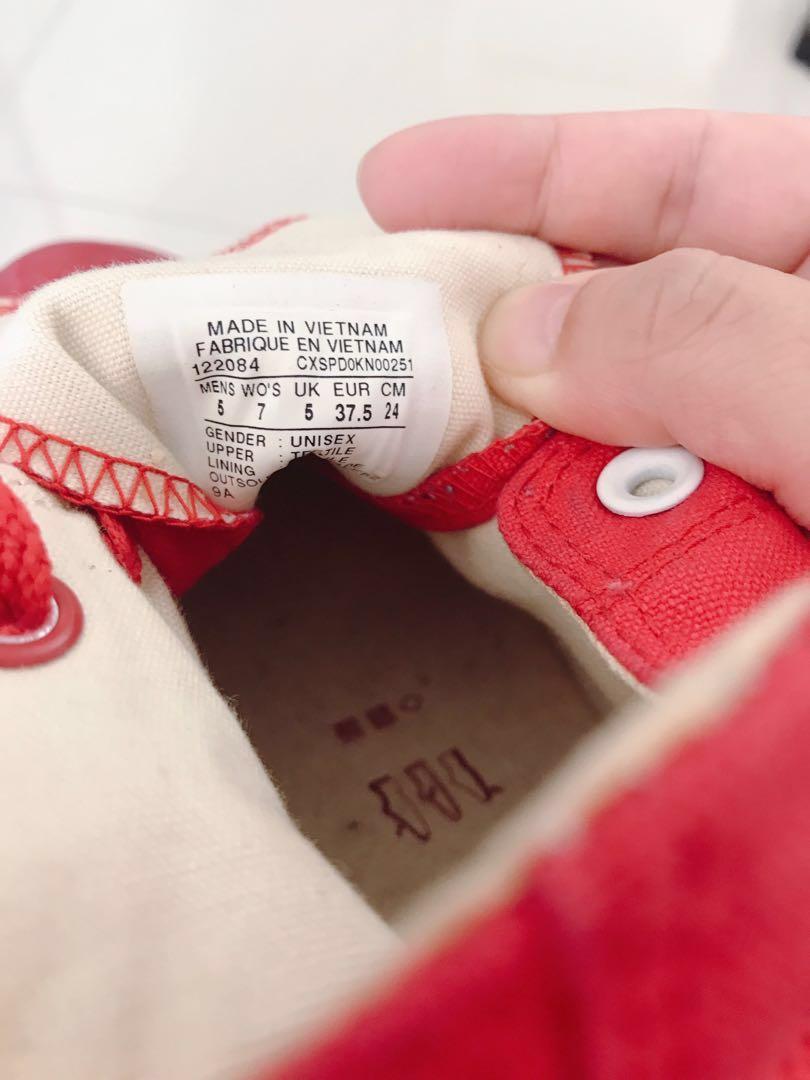 MADE IN VIETNAM
FABRIQUE EN VIETNAM
122084 CXSPD0KN00251
MENS WO'S UK EUR CM
5 7 5 37.5 24
GENDER : UNISEX
UPPER :
LINING :
9A